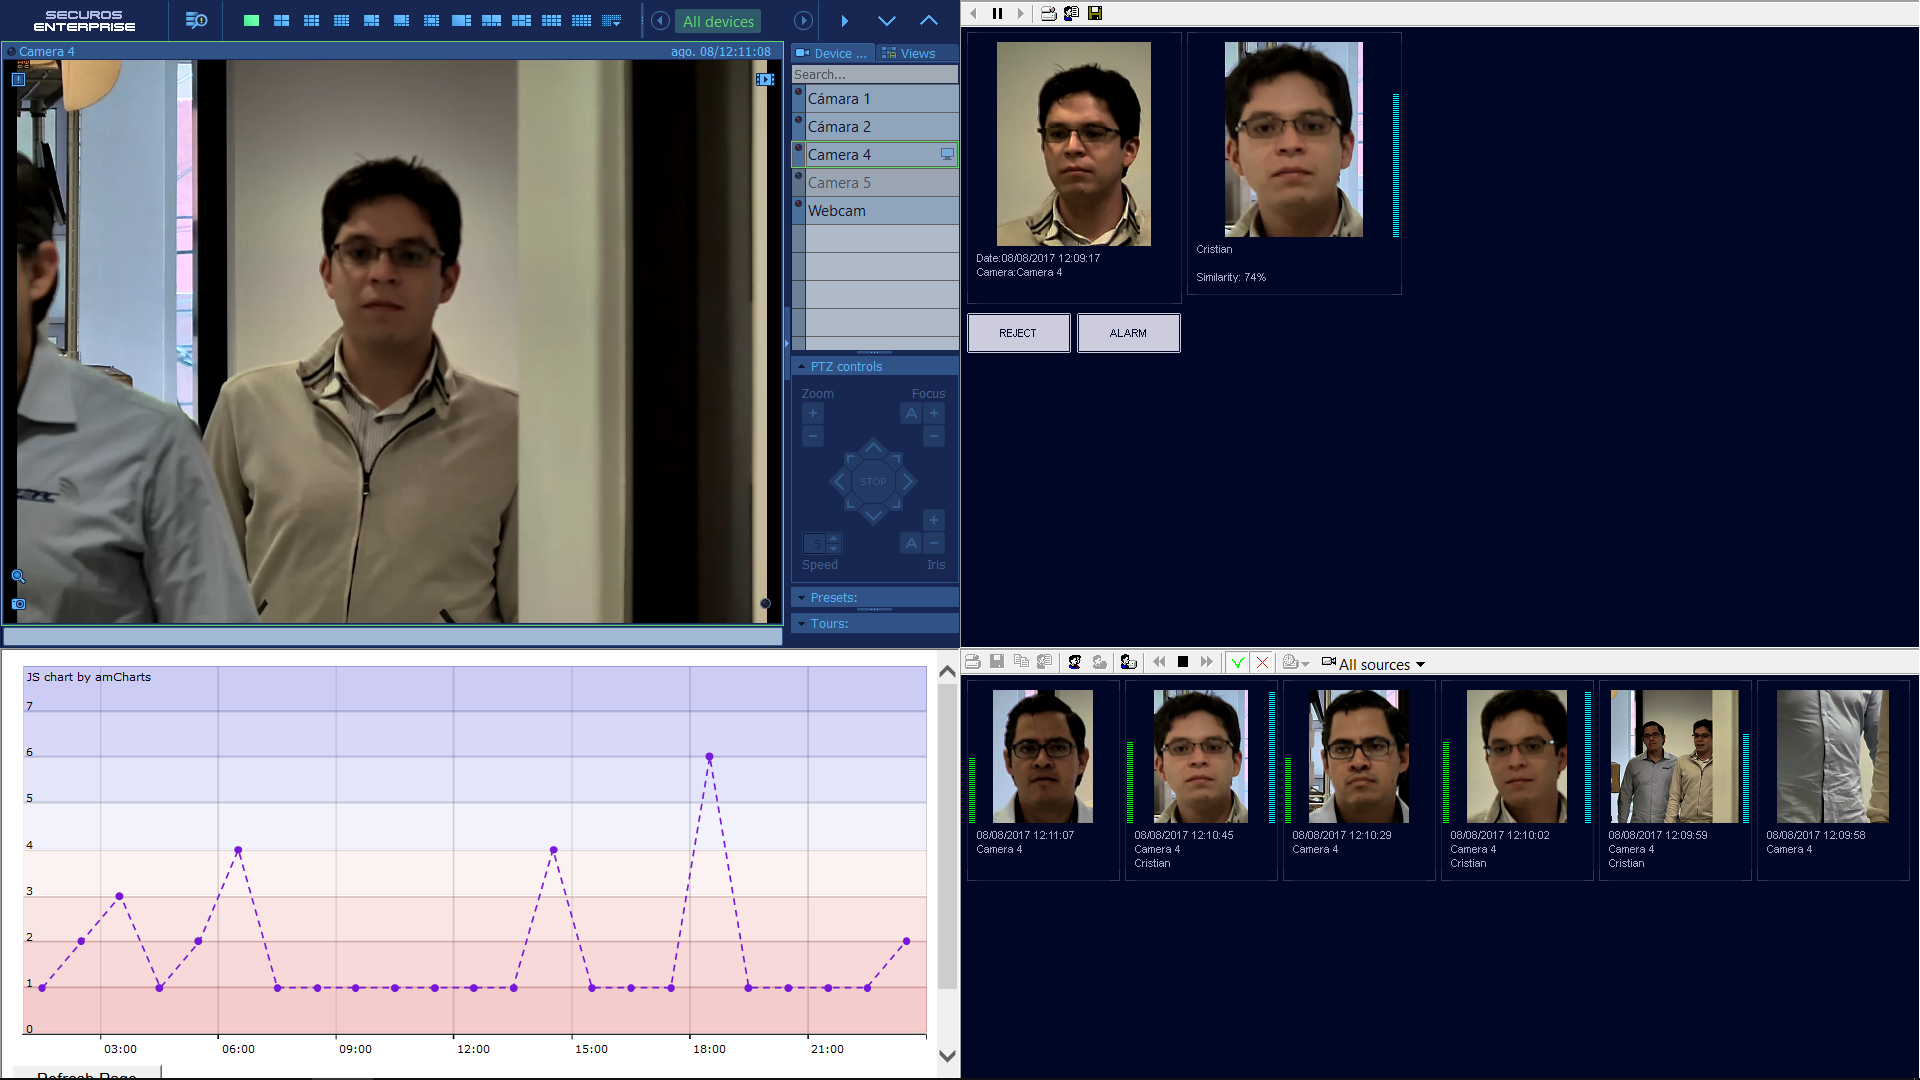 SECUROS
ENTERPRISE
All devices
Camera 4
ago. 08/12:11:08
Device ...
Views
Search...
Cámara 1
Cámara 2
Camera 4
Camera 5
Webcam
PTZ controls
Zoom
Focus
+
A
+
−
−
STOP
+
5
A
−
Speed
Iris
Presets:
Tours:
Date:08/08/2017 12:09:17
Camera:Camera 4
Cristian
Similarity: 74%
REJECT
ALARM
JS chart by amCharts
7
6
5
4
3
2
1
0
03:00
06:00
09:00
12:00
15:00
18:00
21:00
Refresh Page
All sources
08/08/2017 12:11:07
Camera 4
08/08/2017 12:10:45
Camera 4
Cristian
08/08/2017 12:10:29
Camera 4
08/08/2017 12:10:02
Camera 4
Cristian
08/08/2017 12:09:59
Camera 4
Cristian
08/08/2017 12:09:58
Camera 4